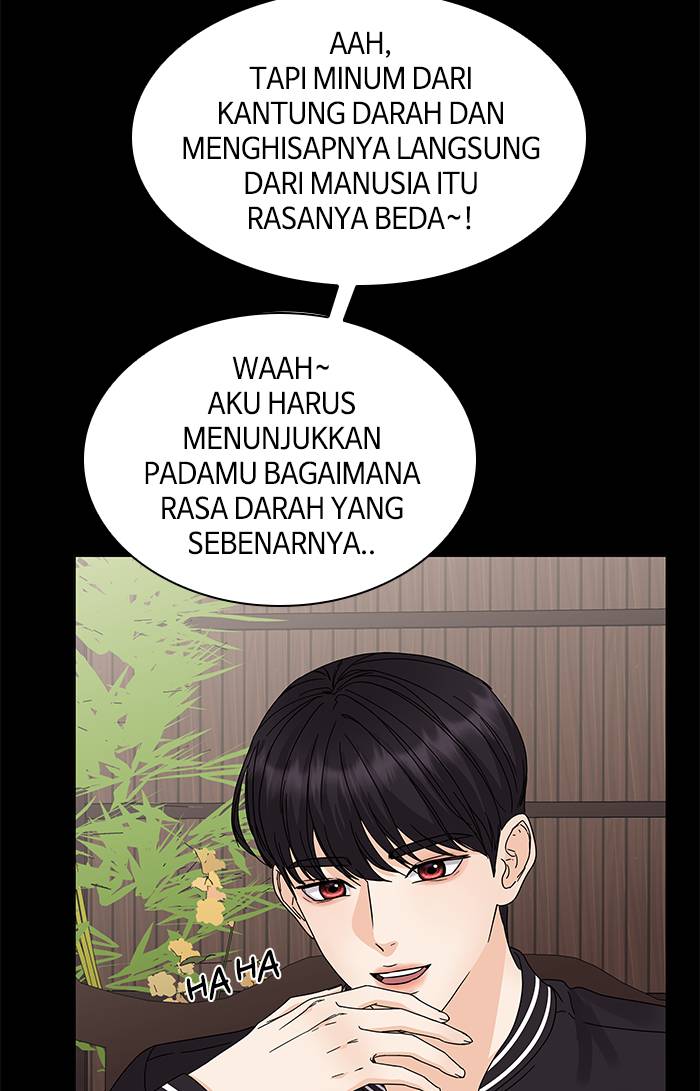 AAH,
TAPI MINUM DARI
KANTUNG DARAH DAN
MENGHISAPNYA LANGSUNG
DARI MANUSIA ITU
RASANYA BEDA~!
WAAH~
AKU HARUS
MENUNJUKKAN
PADAMU BAGAIMANA
RASA DARAH YANG
SEBENARNYA..
HA HA